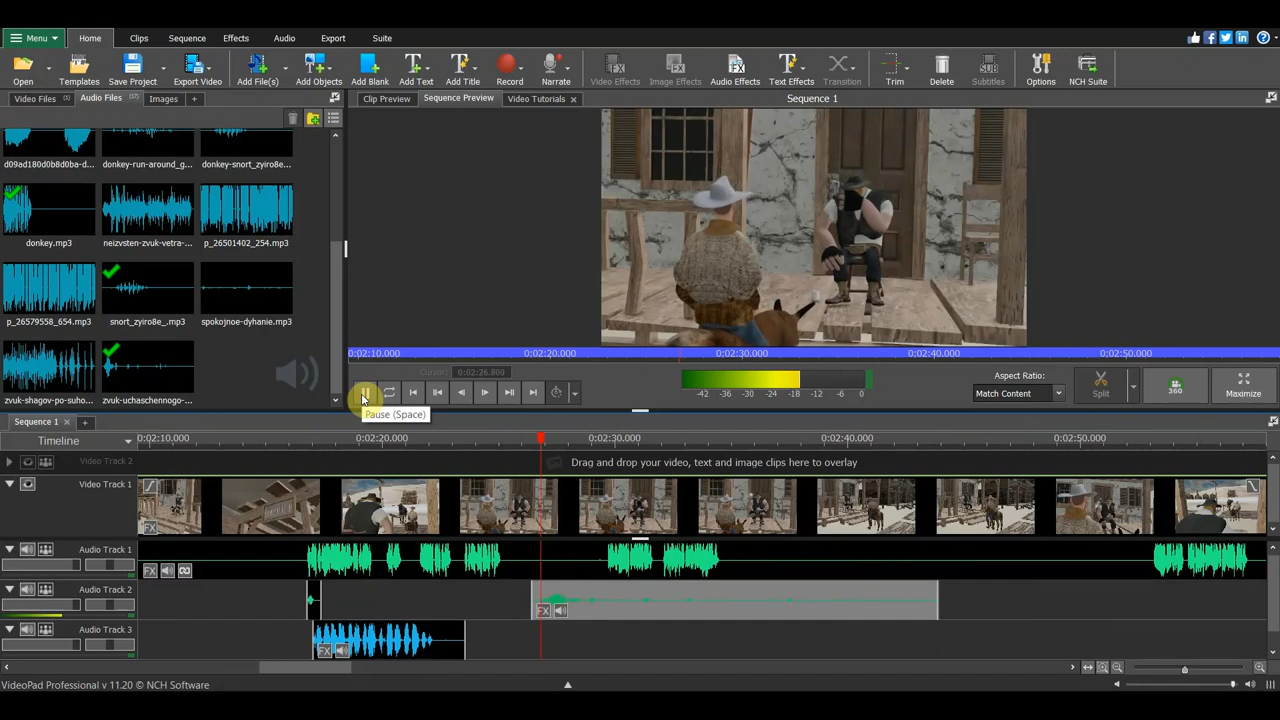 Menu Home Clips Sequence Effects Audio Export Suite
Open Templates Save Project Export Video Add File(s) Add Objects Add Blank Add Text Add Title Record Narrate Video Effects Image Effects Audio Effects Text Effects Transition Trim Delete Subtitles Options NCH Suite
Video Files Audio Files Images + Clip Preview Sequence Preview Video Tutorials Sequence 1
d09ad180d0b8d0ba-d... donkey-run-around_g... donkey-snort_zyiro8e...
donkey.mp3 neizvsten-zvuk-vetra-... p_26501402_254.mp3
p_26579558_654.mp3 snort_zyiro8e_.mp3 spokojnoe-dyhanie.mp3
zvuk-shagov-po-suho... zvuk-uchaschennogo-...
0:02:10.000 0:02:20.000 0:02:30.000 0:02:40.000 0:02:50.000
Cursor: 0:02:26.809
-42 -36 -30 -24 -18 -12 -6 0
Aspect Ratio:
Match Content
Split 360 Maximize
Pause (Space)
Sequence 1 +
Timeline 0:02:10.000 0:02:20.000 0:02:30.000 0:02:40.000 0:02:50.000
Video Track 2 Drag and drop your video, text and image clips here to overlay
Video Track 1
FX
Audio Track 1
FX
Audio Track 2
FX
Audio Track 3
FX
VideoPad Professional v 11.20 © NCH Software